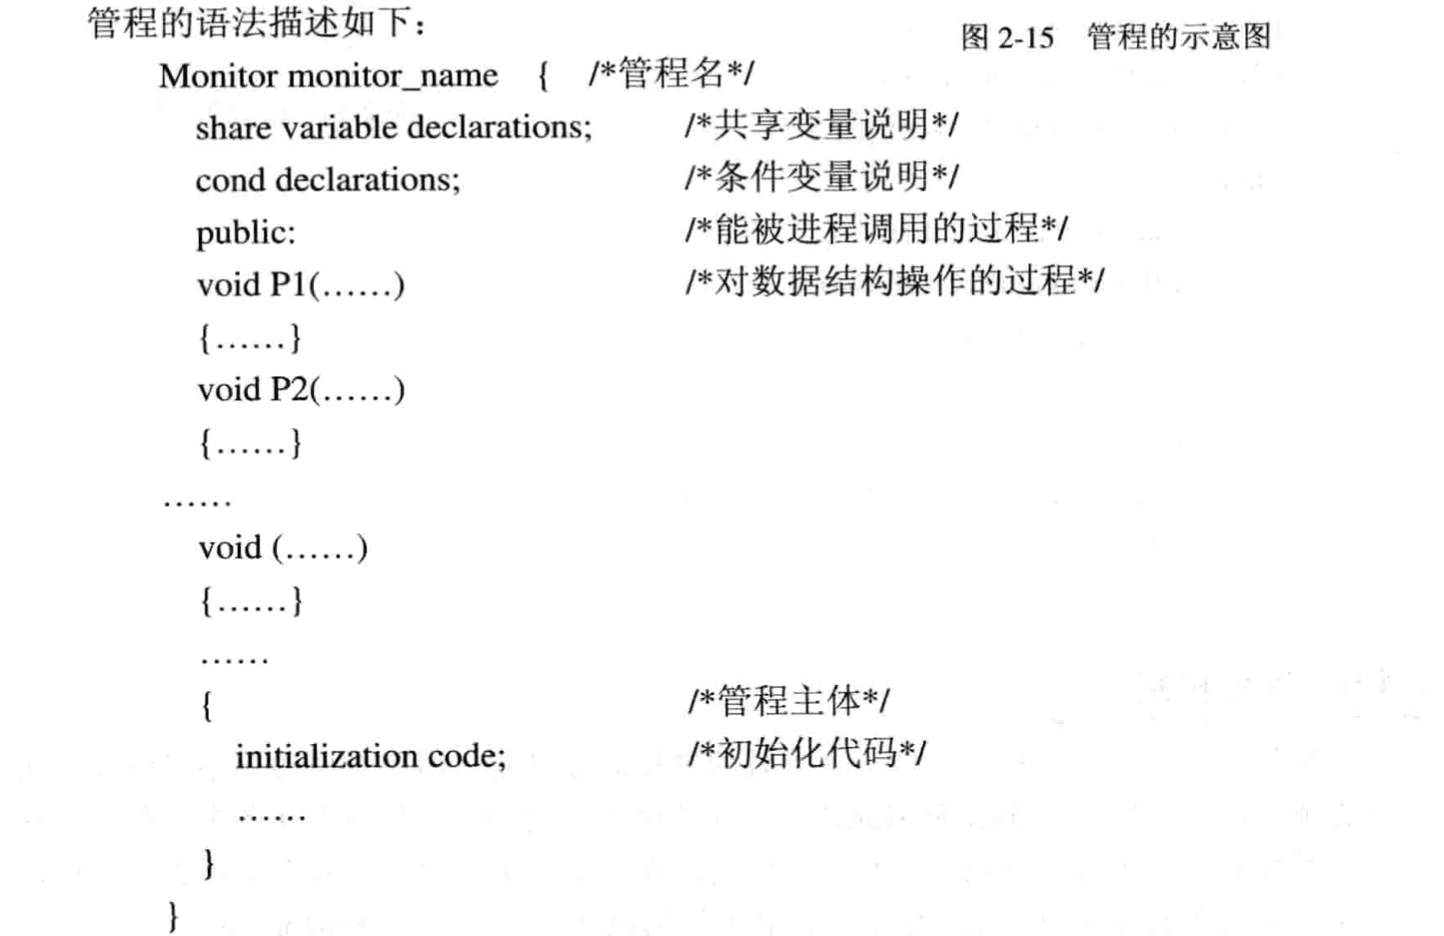 管程的语法描述如下：
图 2-15 管程的示意图
Monitor monitor_name { /*管程名*/
share variable declarations; /*共享变量说明*/
cond declarations; /*条件变量说明*/
public: /*能被进程调用的过程*/
void P1(……) /*对数据结构操作的过程*/
{……}
void P2(……)
{……}
……
void (……)
{……}
……
{ /*管程主体*/
initialization code; /*初始化代码*/
……
}
}